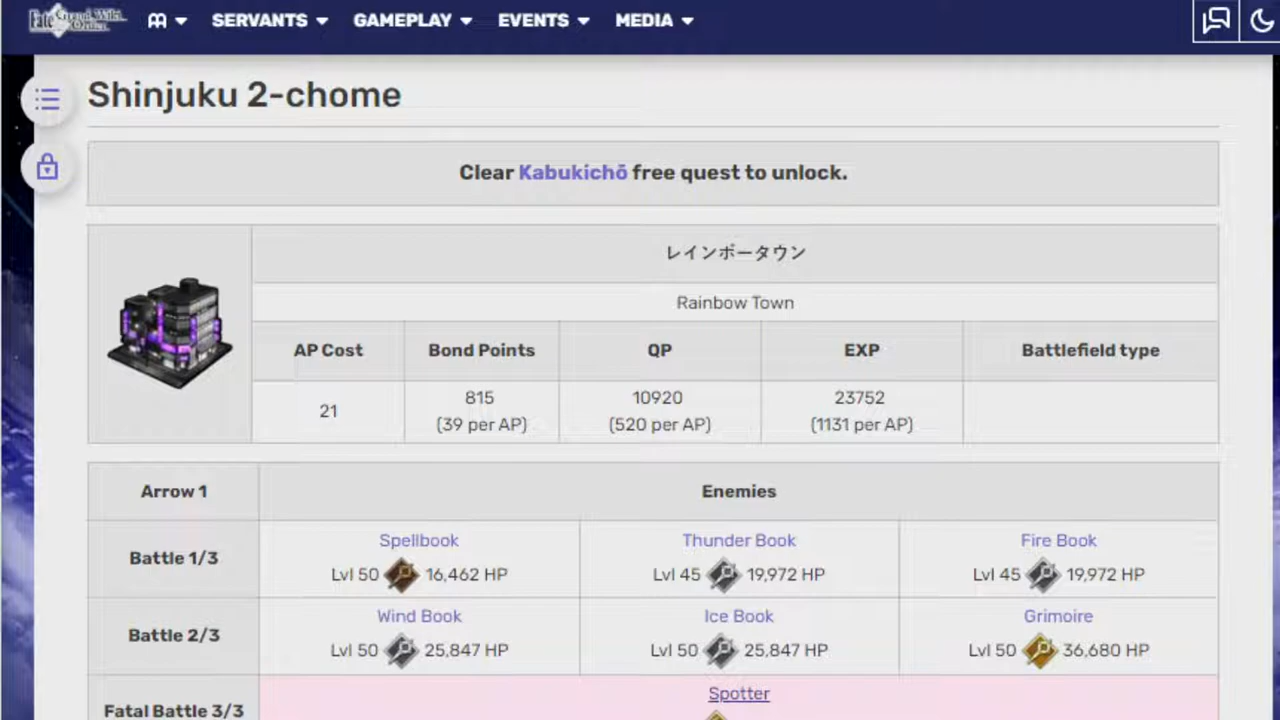 SERVANTS GAMEPLAY EVENTS MEDIA
Shinjuku 2-chome
Clear Kabukichō free quest to unlock.
レインボータウン
Rainbow Town
AP Cost Bond Points QP EXP Battlefield type
21 815 10920 23752
(39 per AP) (520 per AP) (1131 per AP)
Arrow 1 Enemies
Battle 1/3
Spellbook Thunder Book Fire Book
Lvl 50 16,462 HP Lvl 45 19,972 HP Lvl 45 19,972 HP
Battle 2/3
Wind Book Ice Book Grimoire
Lvl 50 25,847 HP Lvl 50 25,847 HP Lvl 50 36,680 HP
Spotter
Fatal Battle 3/3